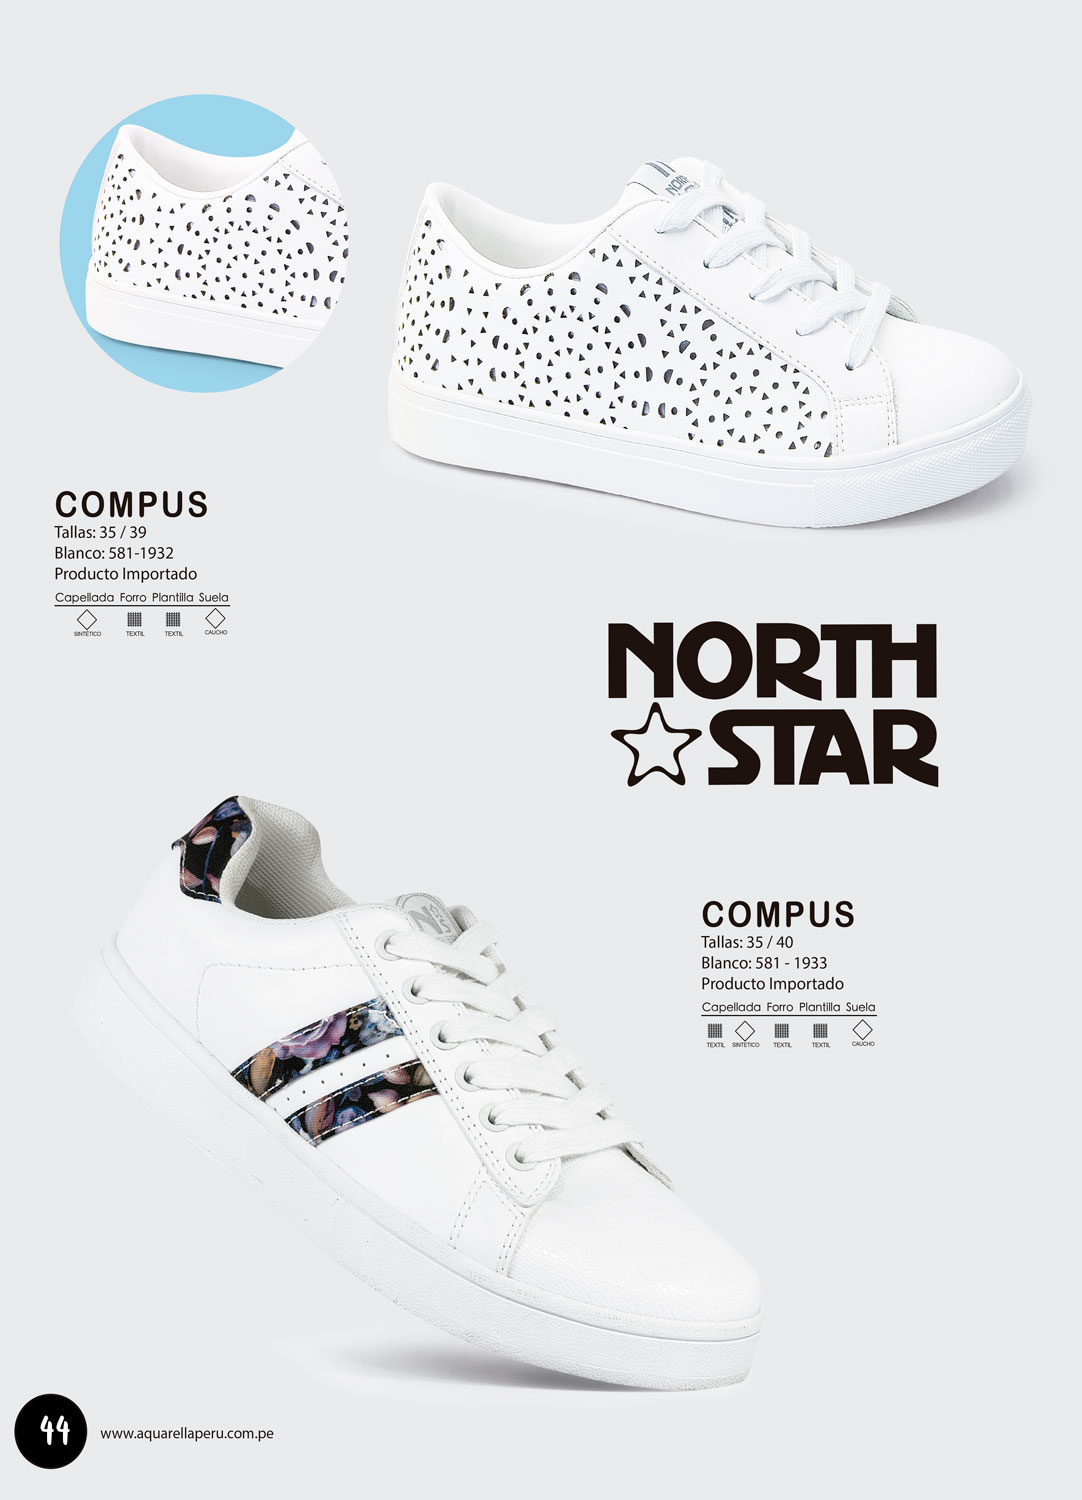 NORTH
COMPUS
Tallas: 35 / 39
Blanco: 581-1932
Producto Importado
Capellada Forro Plantilla Suela
SINTÉTICO TEXTIL TEXTIL CAUCHO
NORTH
STAR
COMPUS
Tallas: 35 / 40
Blanco: 581 - 1933
Producto Importado
Capellada Forro Plantilla Suela
TEXTIL SINTÉTICO TEXTIL TEXTIL CAUCHO
N
44
www.aquarellaperu.com.pe